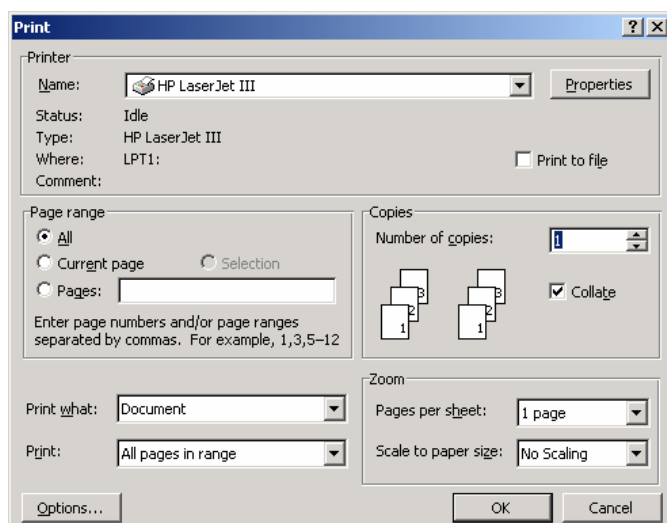 Print
Printer
Name: HP LaserJet III Properties
Status: Idle
Type: HP LaserJet III
Where: LPT1: Print to file
Comment:
Page range
All
Current page Selection
Pages:
Enter page numbers and/or page ranges
separated by commas. For example, 1,3,5–12
Copies
Number of copies: 1
1 2 3 1 2 3 Collate
Print what: Document
Print: All pages in range
Zoom
Pages per sheet: 1 page
Scale to paper size: No Scaling
Options... OK Cancel